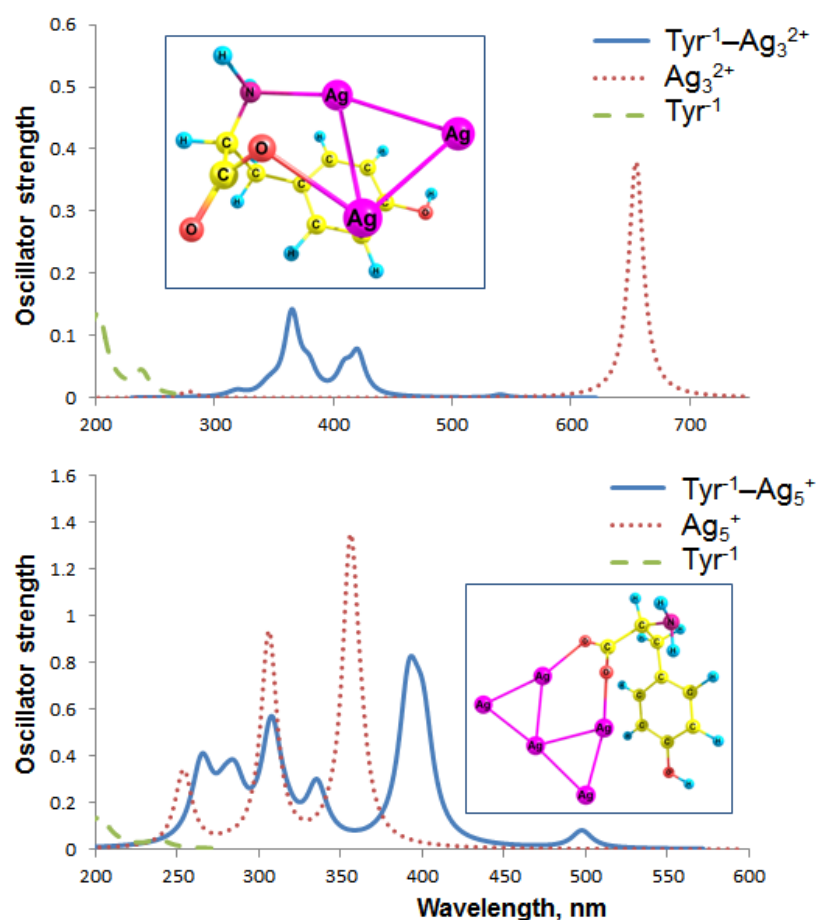 Oscillator strength
0.6
0.5
0.4
0.3
0.2
0.1
0
200 300 400 500 600 700
Tyr⁻¹–Ag₃²⁺
Ag₃²⁺
Tyr⁻¹
H
N
Ag
Ag
H
C
O
C
C
C
C
H
H
C
C
O
H
Ag
C
O
H
C
C
H
H
Oscillator strength
1.6
1.4
1.2
1
0.8
0.6
0.4
0.2
0
200 250 300 350 400 450 500 550 600
Wavelength, nm
Tyr⁻¹–Ag₅⁺
Ag₅⁺
Tyr⁻¹
H
H
C
N
O
C
H
Ag
O
C
H
Ag
C
C
Ag
Ag
C
C
H
Ag
O
H